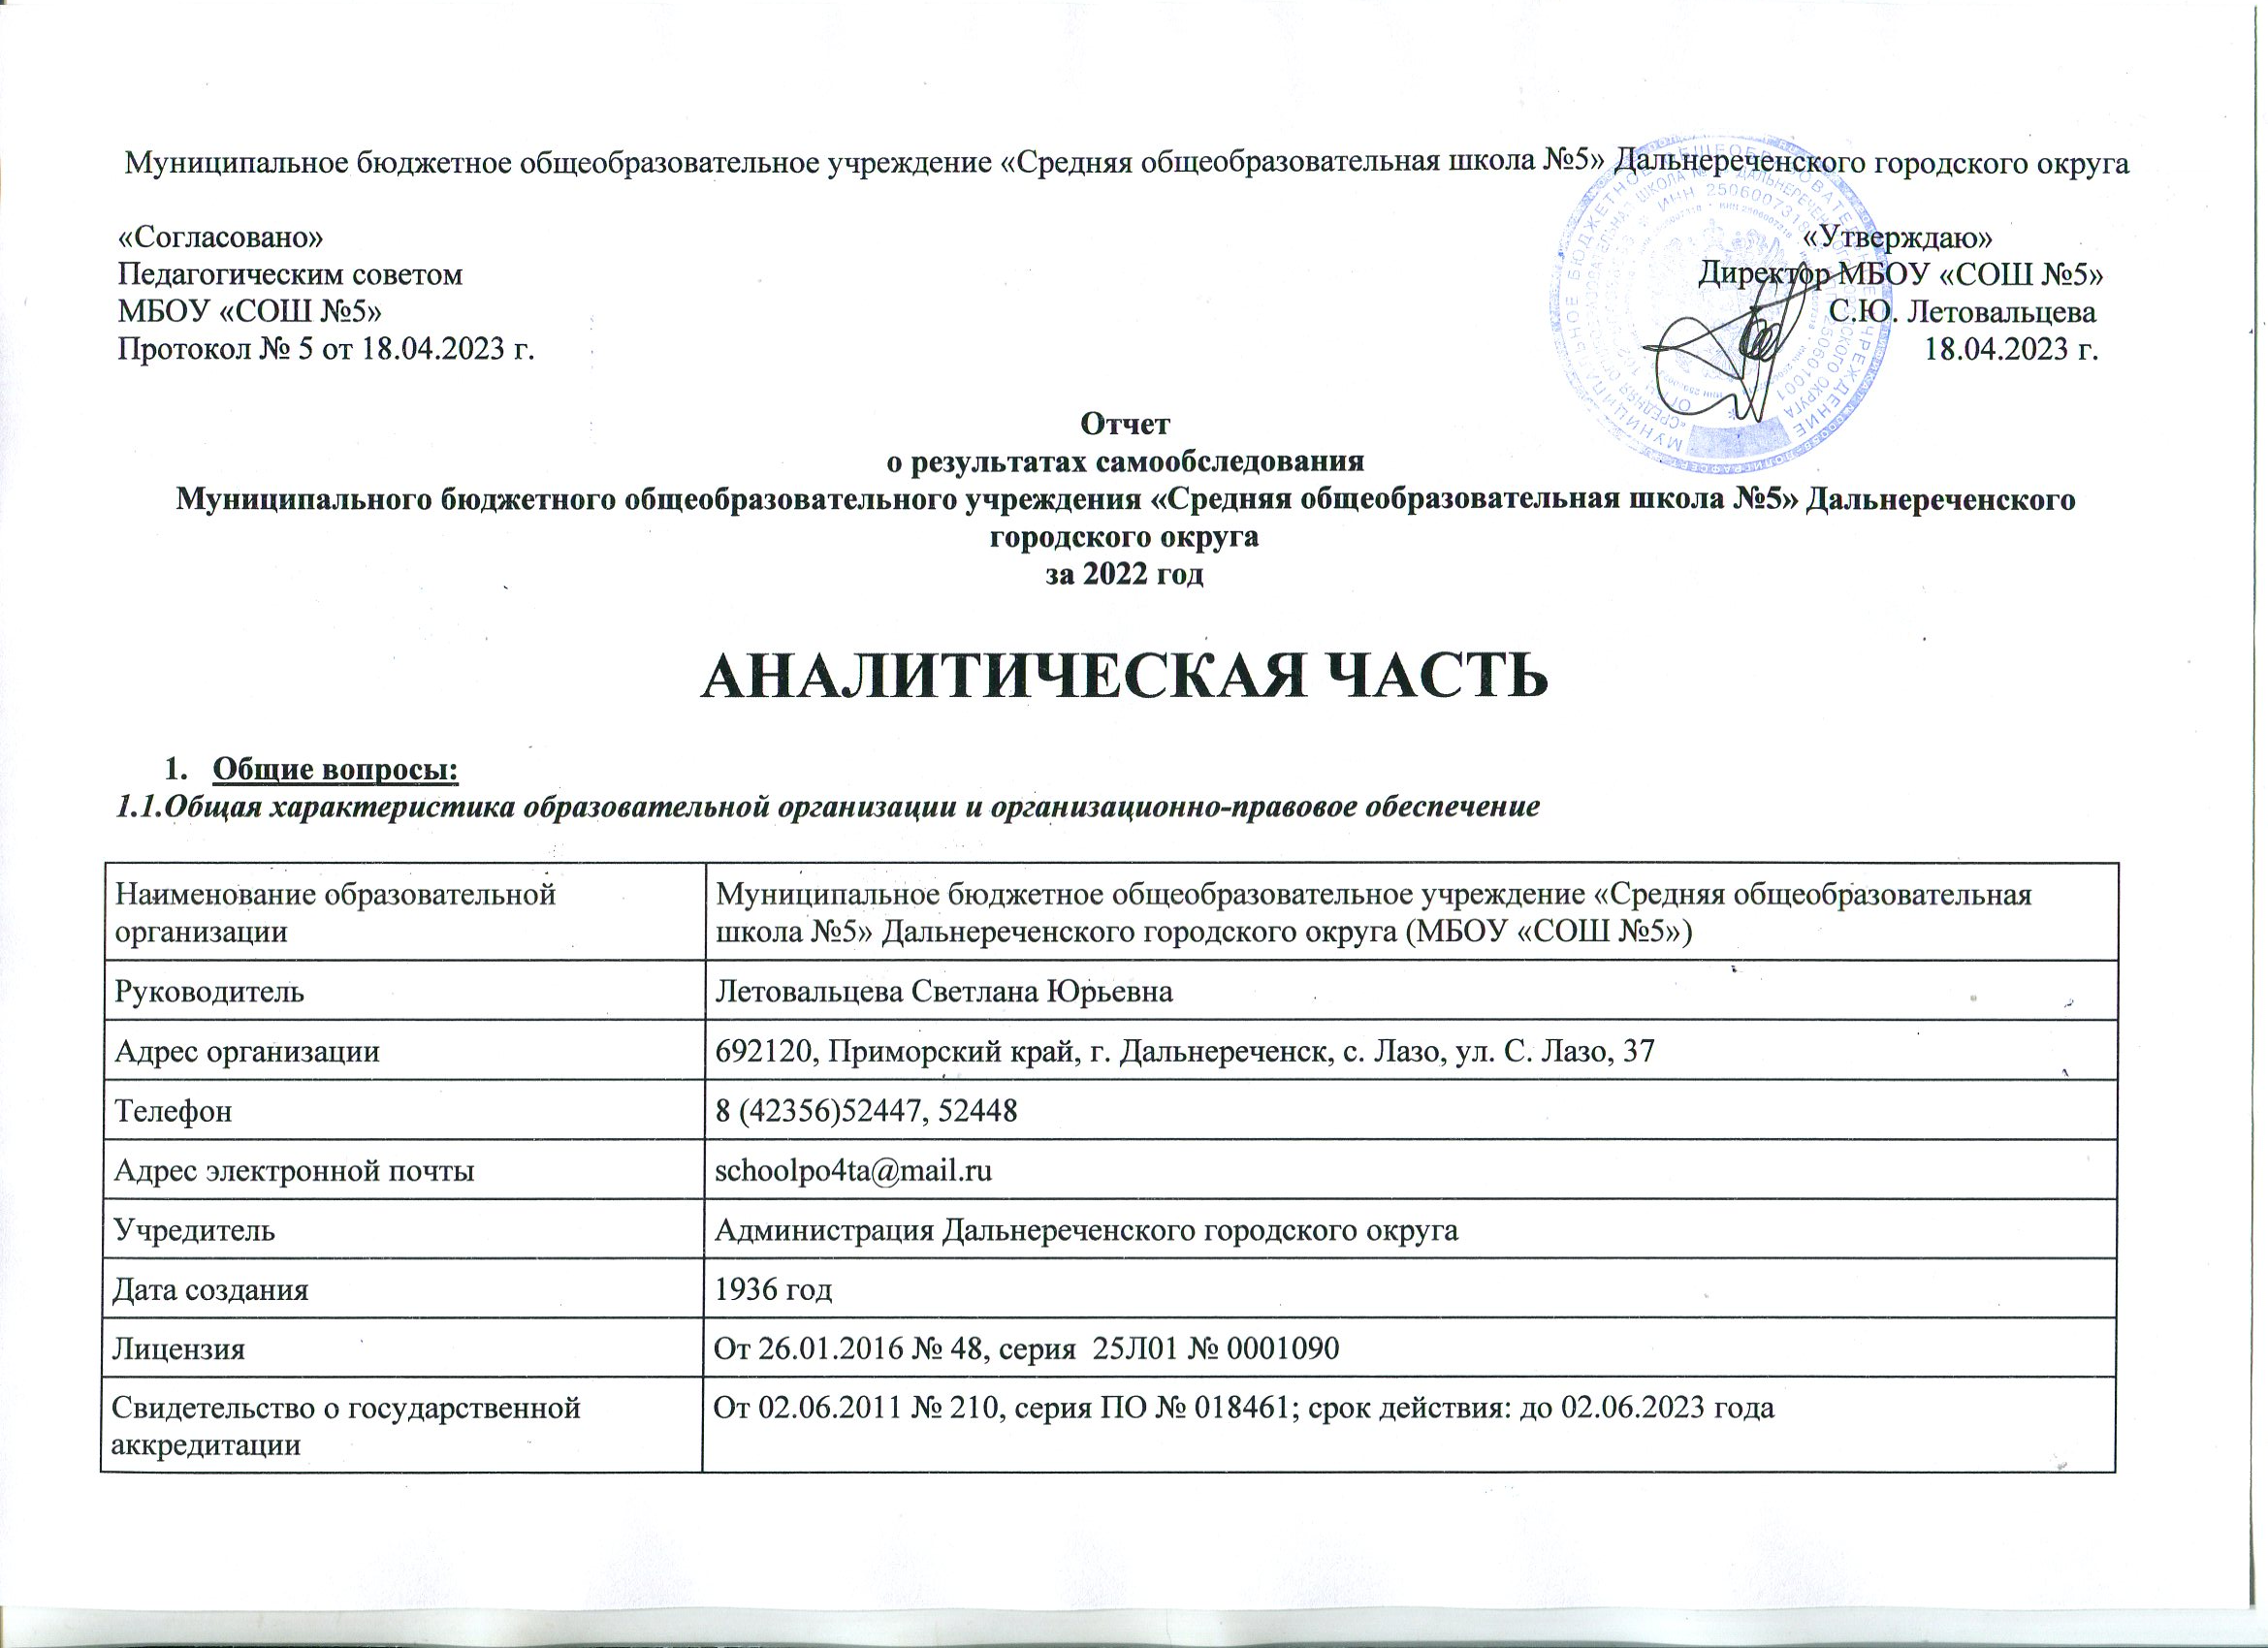 Муниципальное бюджетное общеобразовательное учреждение «Средняя общеобразовательная школа №5» Дальнереченского городского округа
«Согласовано»
Педагогическим советом
МБОУ «СОШ №5»
Протокол № 5 от 18.04.2023 г.
«Утверждаю»
Директор МБОУ «СОШ №5»
С.Ю. Летовальцева
18.04.2023 г.
Отчет
о результатах самообследования
Муниципального бюджетного общеобразовательного учреждения «Средняя общеобразовательная школа №5» Дальнереченского
городского округа
за 2022 год
АНАЛИТИЧЕСКАЯ ЧАСТЬ
1. Общие вопросы:
1.1.Общая характеристика образовательной организации и организационно-правовое обеспечение
Наименование образовательной
организации
Муниципальное бюджетное общеобразовательное учреждение «Средняя общеобразовательная
школа №5» Дальнереченского городского округа (МБОУ «СОШ №5»)
Руководитель
Летовальцева Светлана Юрьевна
Адрес организации
692120, Приморский край, г. Дальнереченск, с. Лазо, ул. С. Лазо, 37
Телефон
8 (42356)52447, 52448
Адрес электронной почты
schoolpo4ta@mail.ru
Учредитель
Администрация Дальнереченского городского округа
Дата создания
1936 год
Лицензия
От 26.01.2016 № 48, серия  25Л01 № 0001090
Свидетельство о государственной
аккредитации
От 02.06.2011 № 210, серия ПО № 018461; срок действия: до 02.06.2023 года